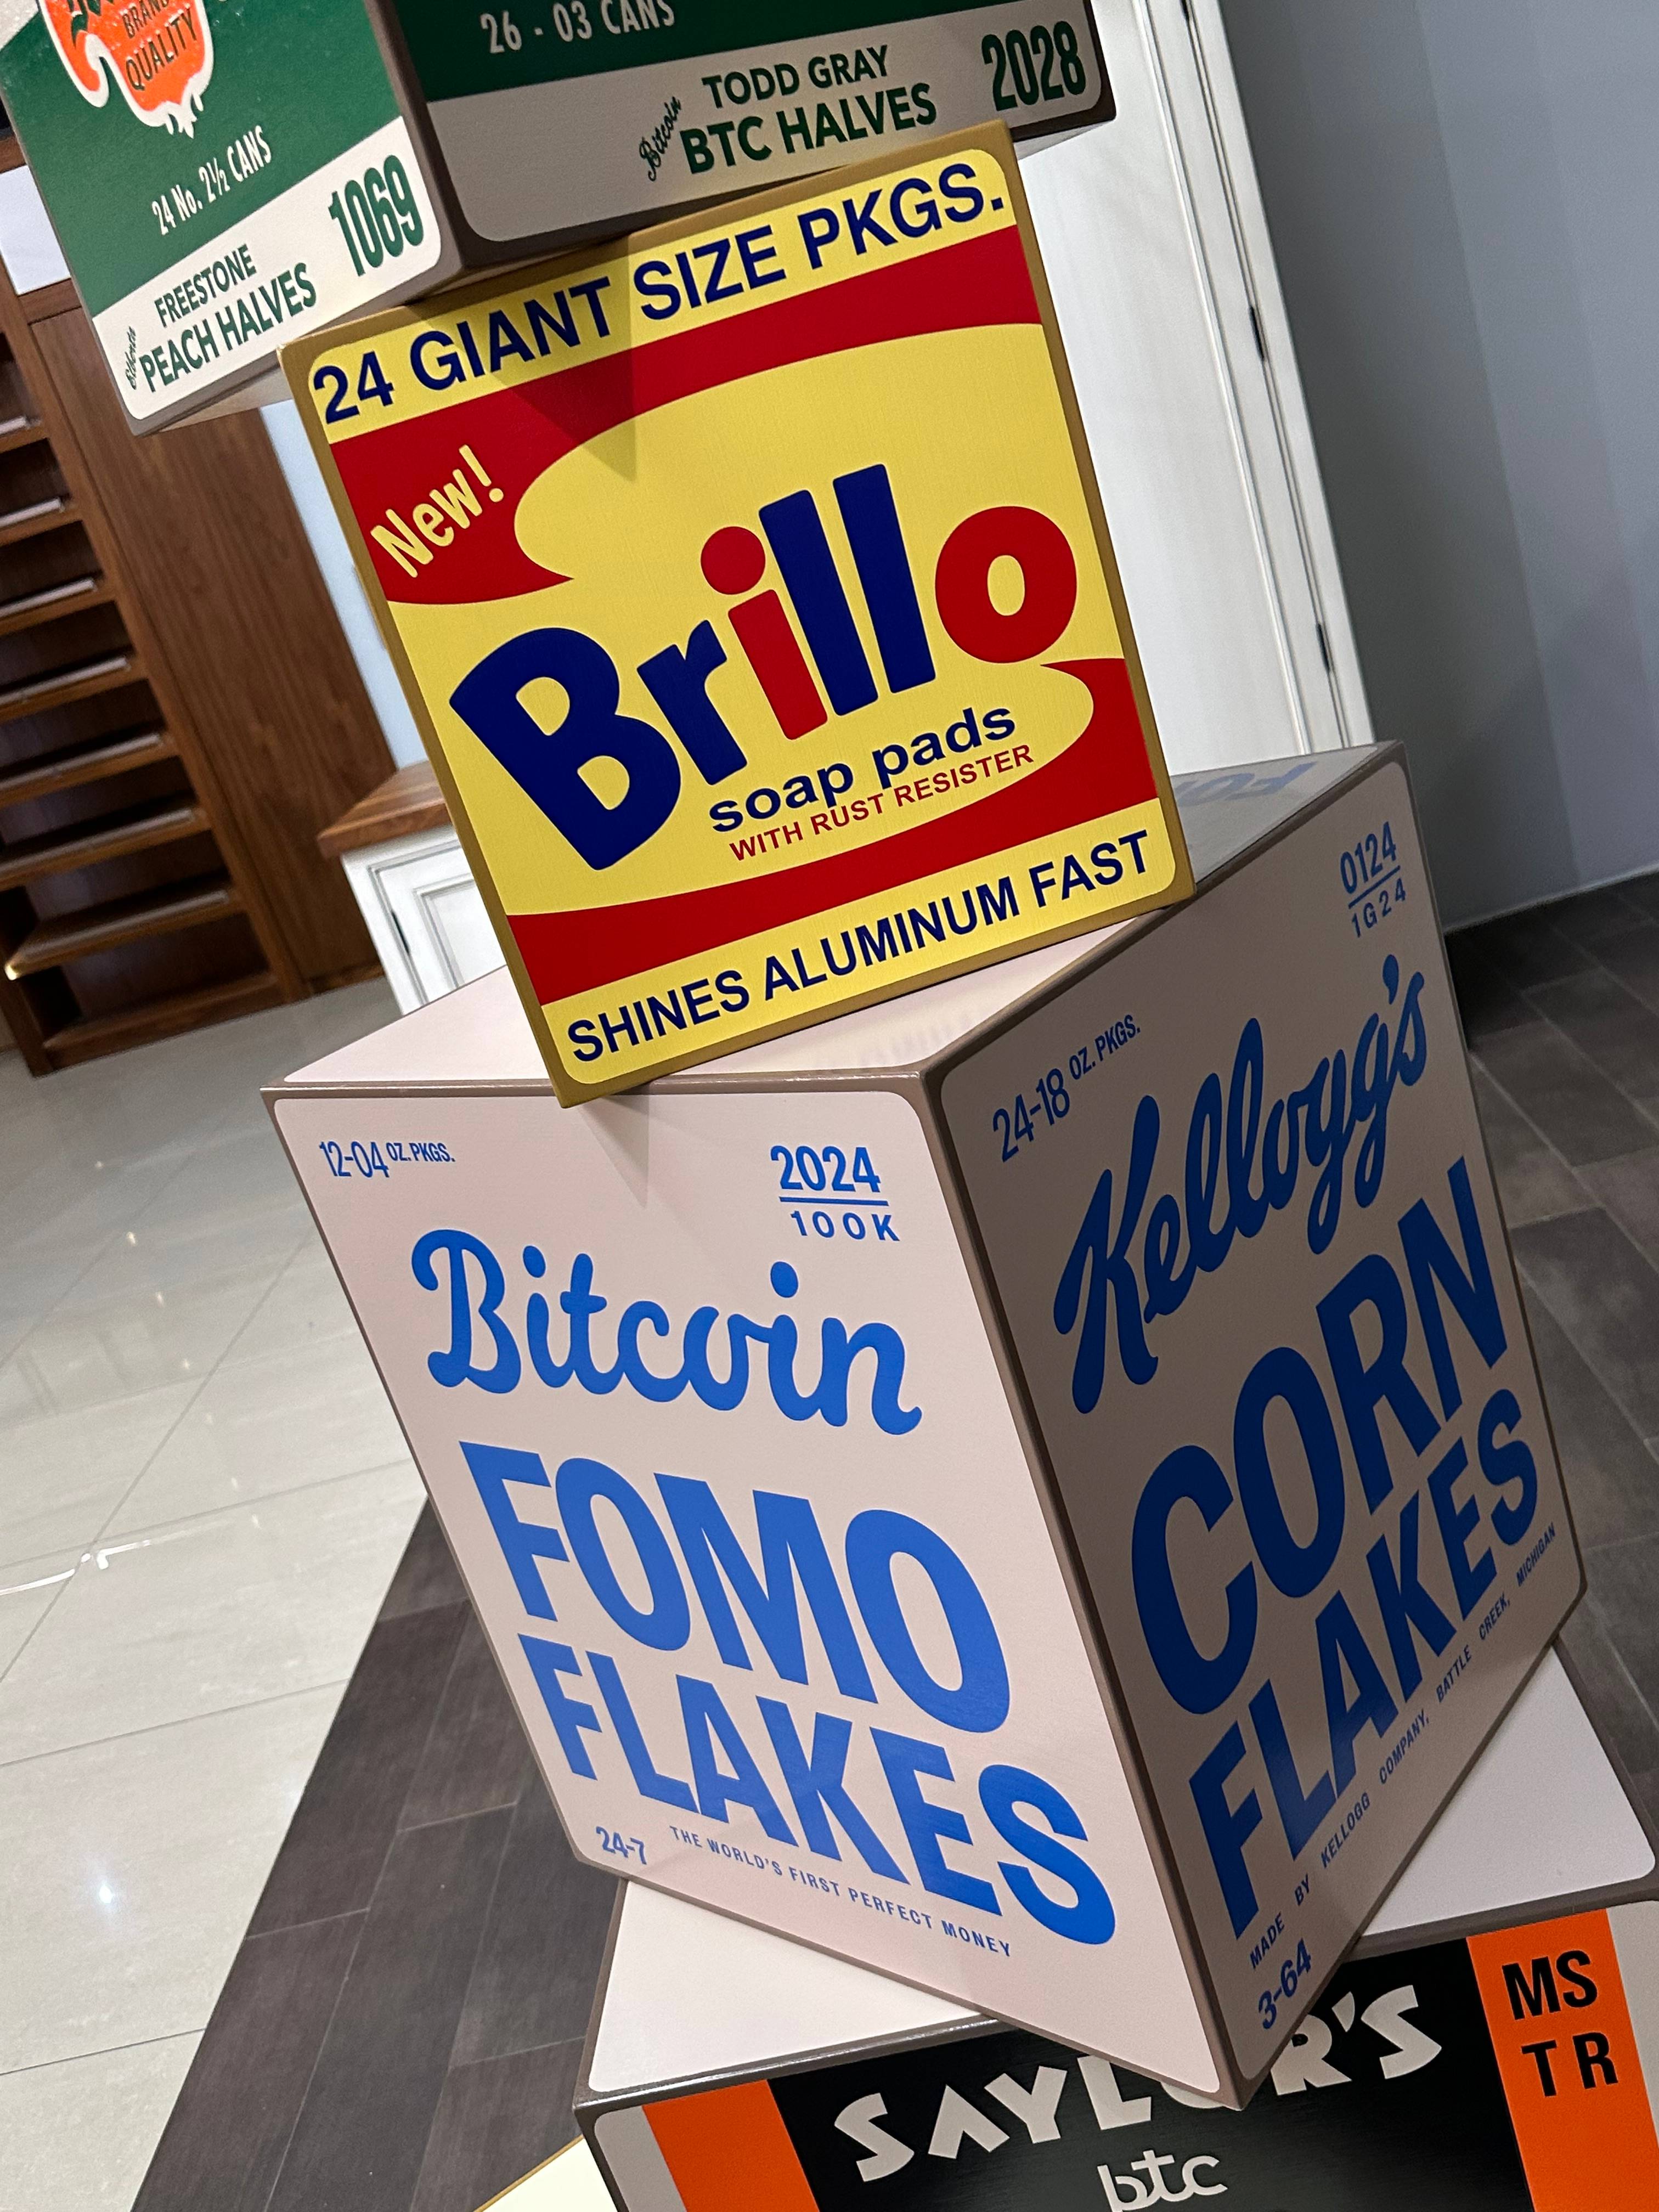 BRAND
QUALITY
24 No. 2½ CANS
FREESTONE
PEACH HALVES
1069
26 - 03 CANS
Bitcoin
TODD GRAY
BTC HALVES
2028
24 GIANT SIZE PKGS.
New!
Brillo
soap pads
WITH RUST RESISTER
SHINES ALUMINUM FAST
12-04 OZ. PKGS.
2024
100K
Bitcoin
FOMO
FLAKES
24-7
THE WORLD'S FIRST PERFECT MONEY
0124
1G24
24-18 OZ. PKGS.
Kellogg's
CORN
FLAKES
MADE BY KELLOGG COMPANY, BATTLE CREEK, MICHIGAN
3-64
SAYLOR'S
btc
MS
TR